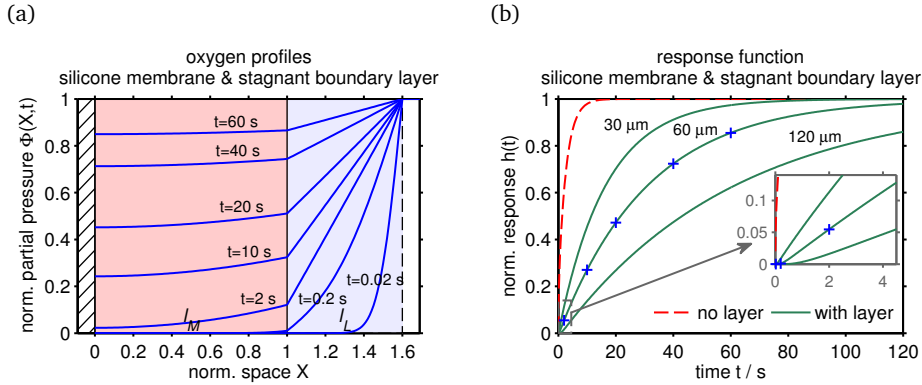 (a)
oxygen profiles
silicone membrane & stagnant boundary layer
norm. partial pressure Φ(X,t)
1
0.8
0.6
0.4
0.2
0
t=60 s
t=40 s
t=20 s
t=10 s
t=2 s
t=0.2 s
t=0.02 s
l_M
l_L
0 0.2 0.4 0.6 0.8 1 1.2 1.4 1.6
norm. space X
(b)
response function
silicone membrane & stagnant boundary layer
norm. response h(t)
1
0.8
0.6
0.4
0.2
0
30 μm
60 μm
120 μm
0.1
0.05
0
0 2 4
no layer
with layer
0 20 40 60 80 100 120
time t / s